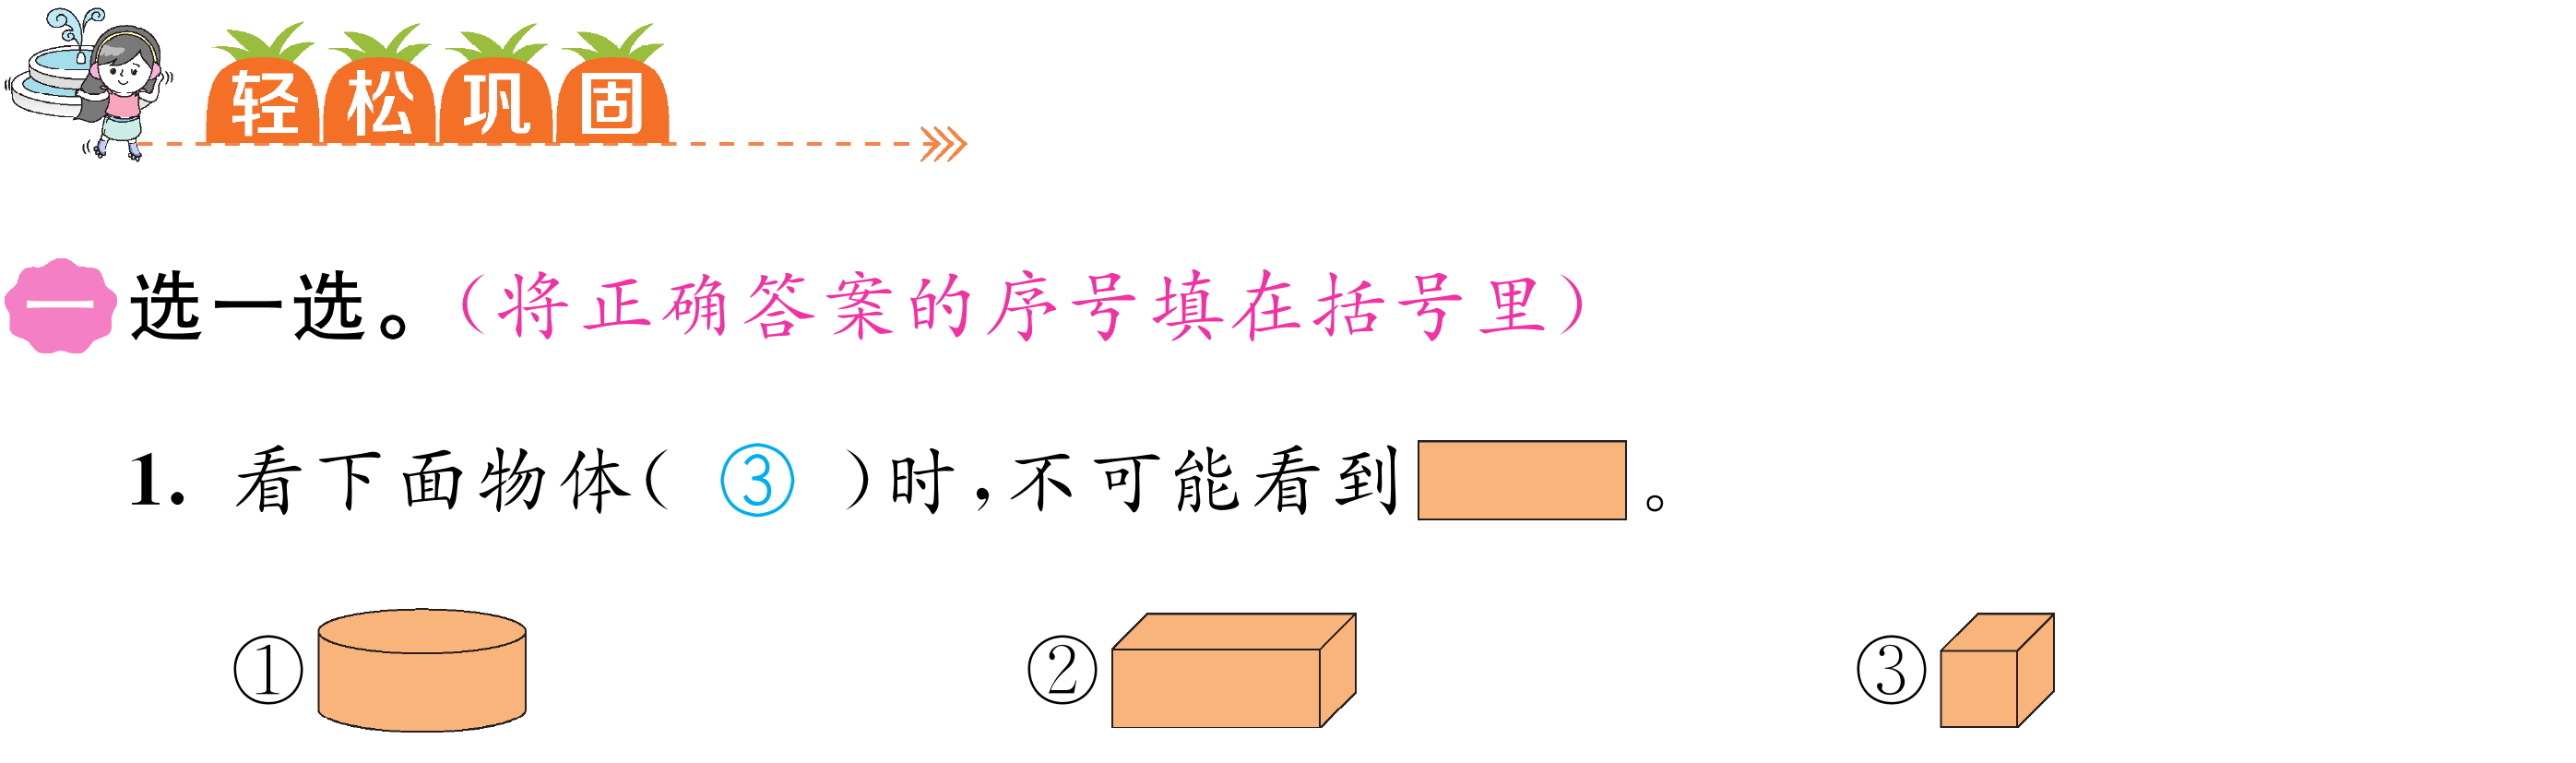 轻松巩固
一 选一选。(将正确答案的序号填在括号里)
1. 看下面物体( ③ )时,不可能看到 。
① ② ③